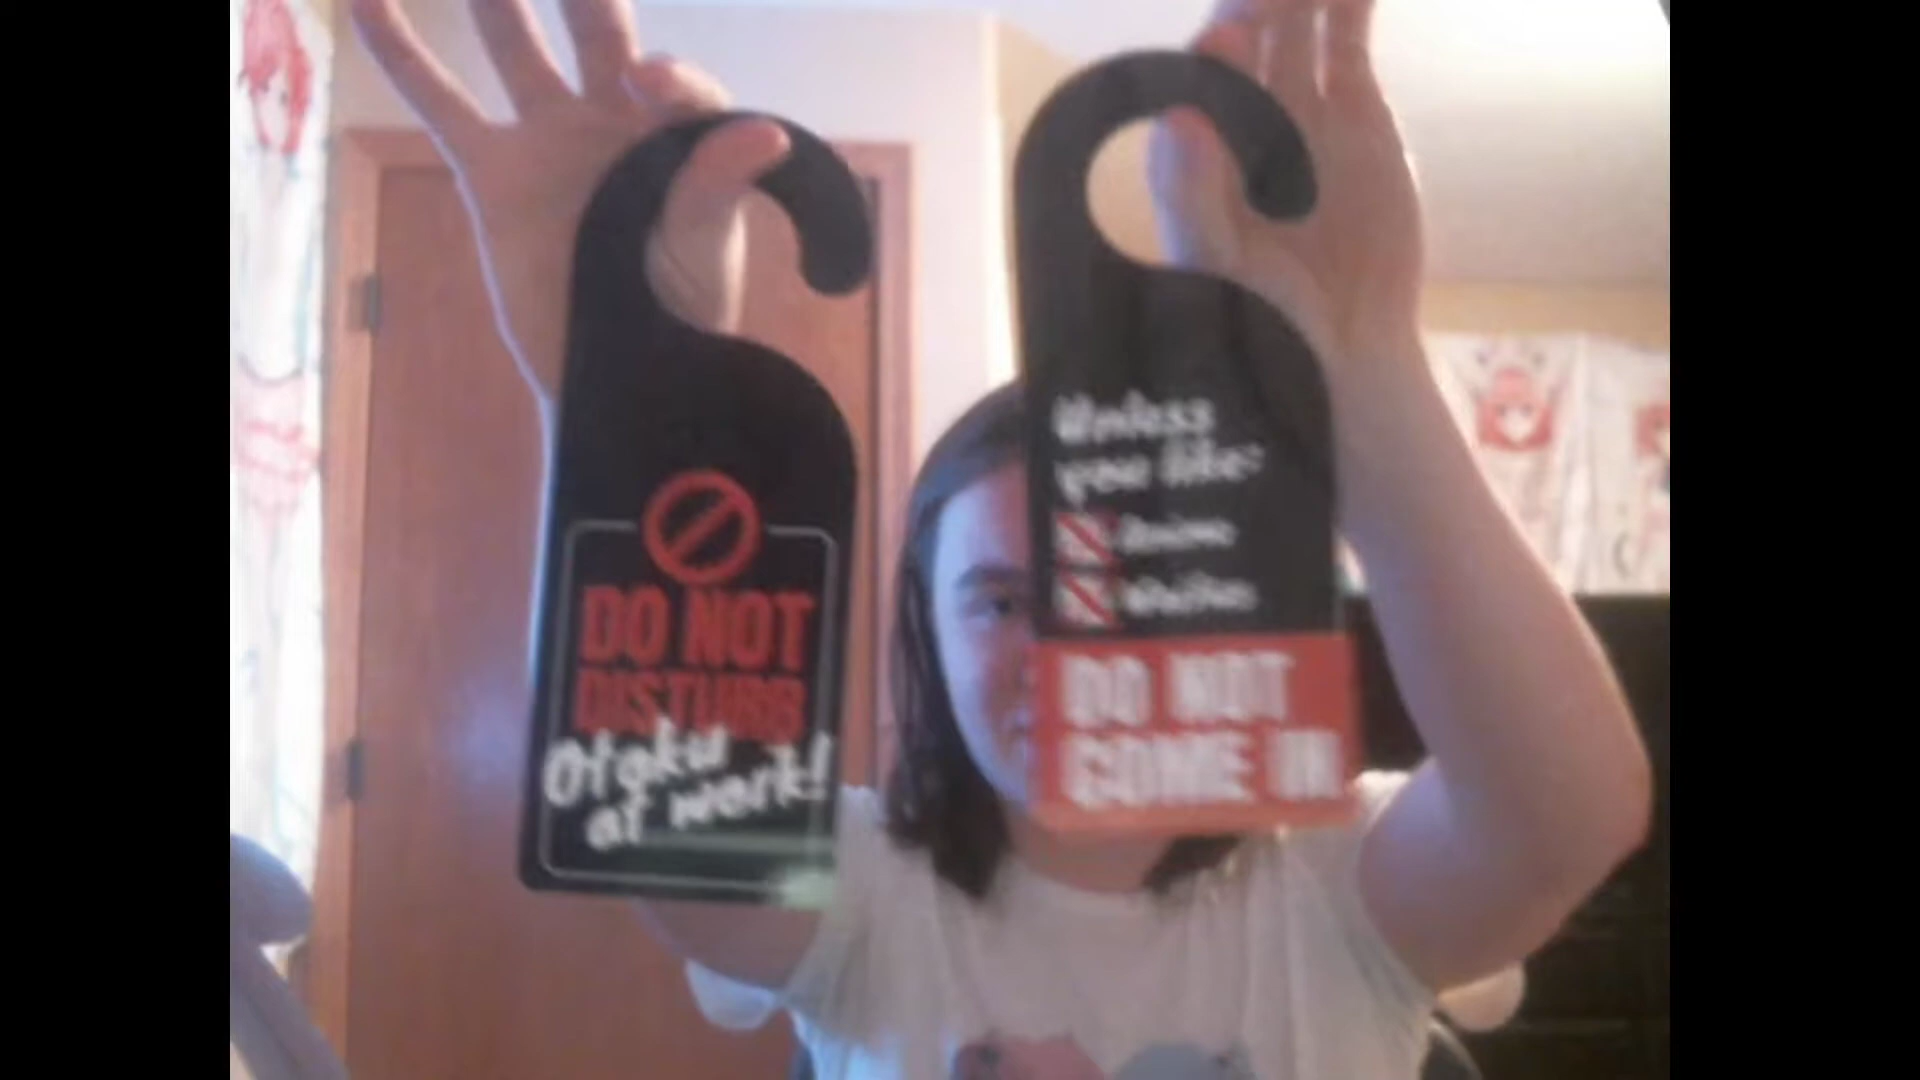 DO NOT
DISTURB
Otaku
at work!
Unless
you like:
Anime
DO NOT
COME IN